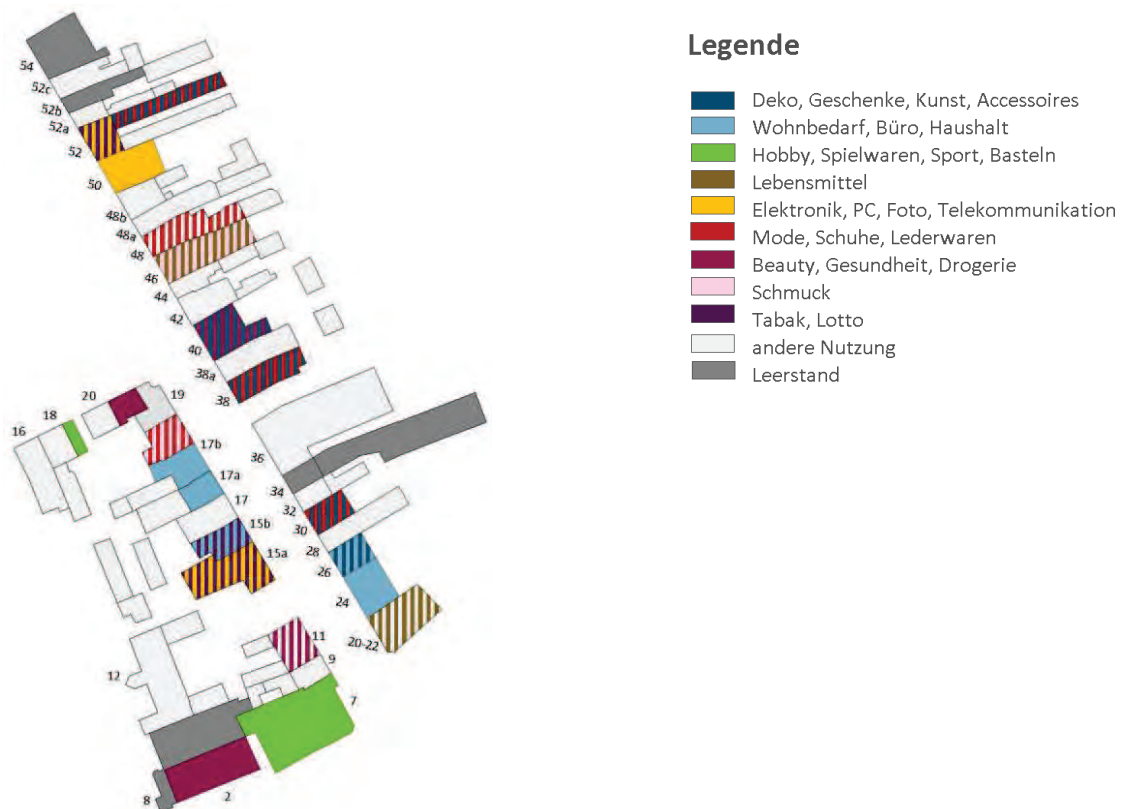 Legende
Deko, Geschenke, Kunst, Accessoires
Wohnbedarf, Büro, Haushalt
Hobby, Spielwaren, Sport, Basteln
Lebensmittel
Elektronik, PC, Foto, Telekommunikation
Mode, Schuhe, Lederwaren
Beauty, Gesundheit, Drogerie
Schmuck
Tabak, Lotto
andere Nutzung
Leerstand
54
52c
52b
52a
52
50
48b
48a
48
46
44
42
40
38a
38
20
19
18
16
17b
17a
17
15b
15a
36
34
32
30
28
26
24
20-22
11
9
12
7
8
2